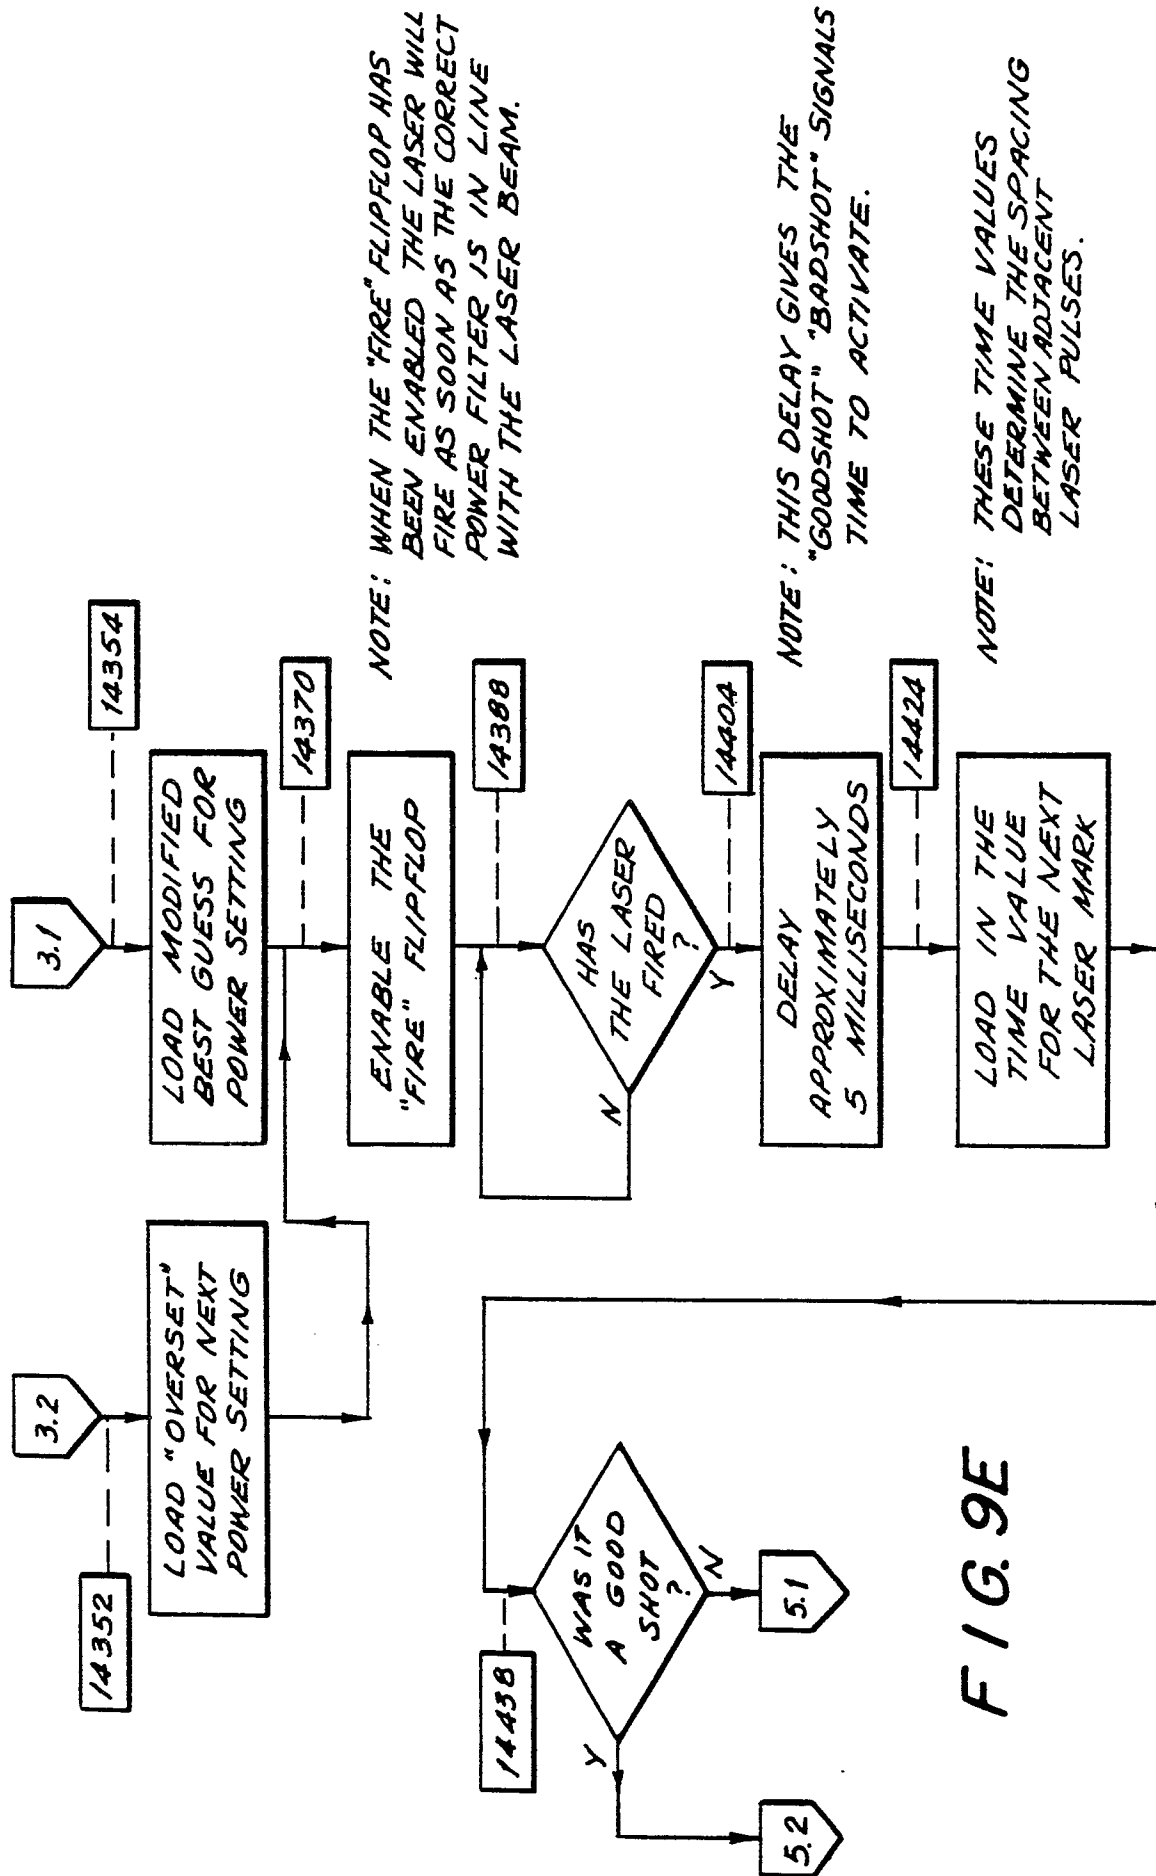 3.1
14354
LOAD MODIFIED
BEST GUESS FOR
POWER SETTING
14370
ENABLE THE
"FIRE" FLIPFLOP
NOTE: WHEN THE "FIRE" FLIPFLOP HAS
BEEN ENABLED THE LASER WILL
FIRE AS SOON AS THE CORRECT
POWER FILTER IS IN LINE
WITH THE LASER BEAM.
14388
HAS
THE LASER
FIRED
?
N
Y
14404
DELAY
APPROXIMATELY
5 MILLISECONDS
NOTE: THIS DELAY GIVES THE
"GOODSHOT" "BADSHOT" SIGNALS
TIME TO ACTIVATE.
14424
LOAD IN THE
TIME VALUE
FOR THE NEXT
LASER MARK
NOTE: THESE TIME VALUES
DETERMINE THE SPACING
BETWEEN ADJACENT
LASER PULSES.
3.2
14352
LOAD "OVERSET"
VALUE FOR NEXT
POWER SETTING
14438
WAS IT
A GOOD
SHOT
?
Y
N
5.2
5.1
FIG. 9E